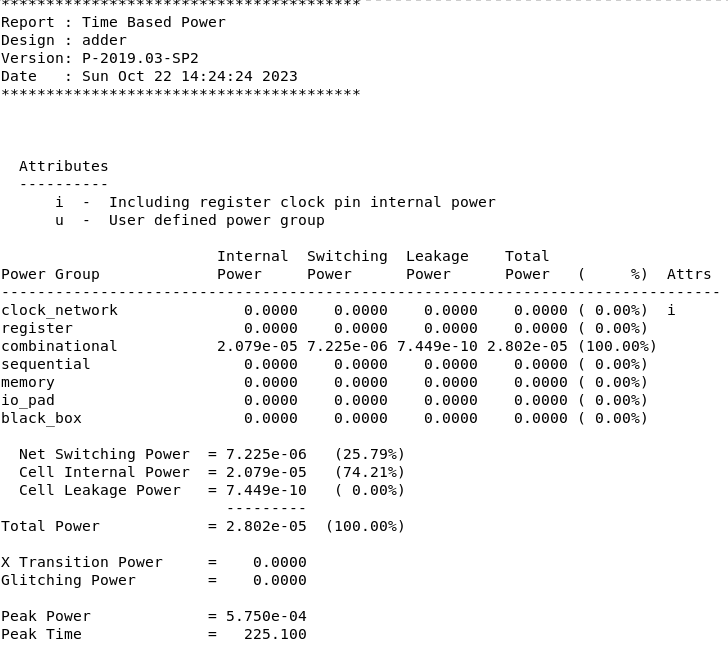 ****************************************
Report : Time Based Power
Design : adder
Version: P-2019.03-SP2
Date   : Sun Oct 22 14:24:24 2023
****************************************
  Attributes
  ----------
      i  -  Including register clock pin internal power
      u  -  User defined power group
                        Internal  Switching  Leakage    Total
Power Group             Power     Power      Power      Power   (     %)  Attrs
--------------------------------------------------------------------------------
clock_network              0.0000    0.0000    0.0000    0.0000 ( 0.00%)  i
register                   0.0000    0.0000    0.0000    0.0000 ( 0.00%)
combinational           2.079e-05 7.225e-06 7.449e-10 2.802e-05 (100.00%)
sequential                 0.0000    0.0000    0.0000    0.0000 ( 0.00%)
memory                     0.0000    0.0000    0.0000    0.0000 ( 0.00%)
io_pad                     0.0000    0.0000    0.0000    0.0000 ( 0.00%)
black_box                  0.0000    0.0000    0.0000    0.0000 ( 0.00%)
  Net Switching Power  = 7.225e-06   (25.79%)
  Cell Internal Power  = 2.079e-05   (74.21%)
  Cell Leakage Power   = 7.449e-10   ( 0.00%)
                         ---------
Total Power            = 2.802e-05  (100.00%)
X Transition Power     =    0.0000
Glitching Power        =    0.0000
Peak Power             = 5.750e-04
Peak Time              =   225.100